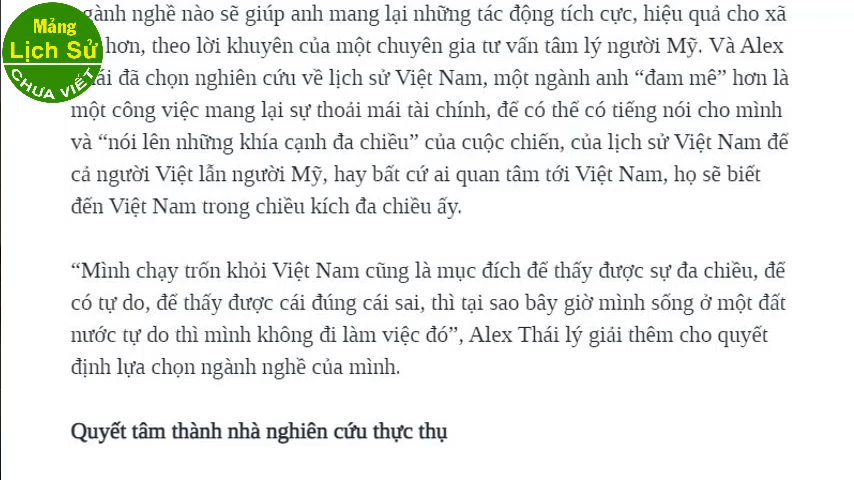 Mảng
Lịch Sử
CHƯA VIẾT
gành nghề nào sẽ giúp anh mang lại những tác động tích cực, hiệu quả cho xã
hơn, theo lời khuyên của một chuyên gia tư vấn tâm lý người Mỹ. Và Alex
ái đã chọn nghiên cứu về lịch sử Việt Nam, một ngành anh “đam mê” hơn là
một công việc mang lại sự thoải mái tài chính, để có thể có tiếng nói cho mình
và “nói lên những khía cạnh đa chiều” của cuộc chiến, của lịch sử Việt Nam để
cả người Việt lẫn người Mỹ, hay bất cứ ai quan tâm tới Việt Nam, họ sẽ biết
đến Việt Nam trong chiều kích đa chiều ấy.
“Mình chạy trốn khỏi Việt Nam cũng là mục đích để thấy được sự đa chiều, để
có tự do, để thấy được cái đúng cái sai, thì tại sao bây giờ mình sống ở một đất
nước tự do thì mình không đi làm việc đó”, Alex Thái lý giải thêm cho quyết
định lựa chọn ngành nghề của mình.
Quyết tâm thành nhà nghiên cứu thực thụ